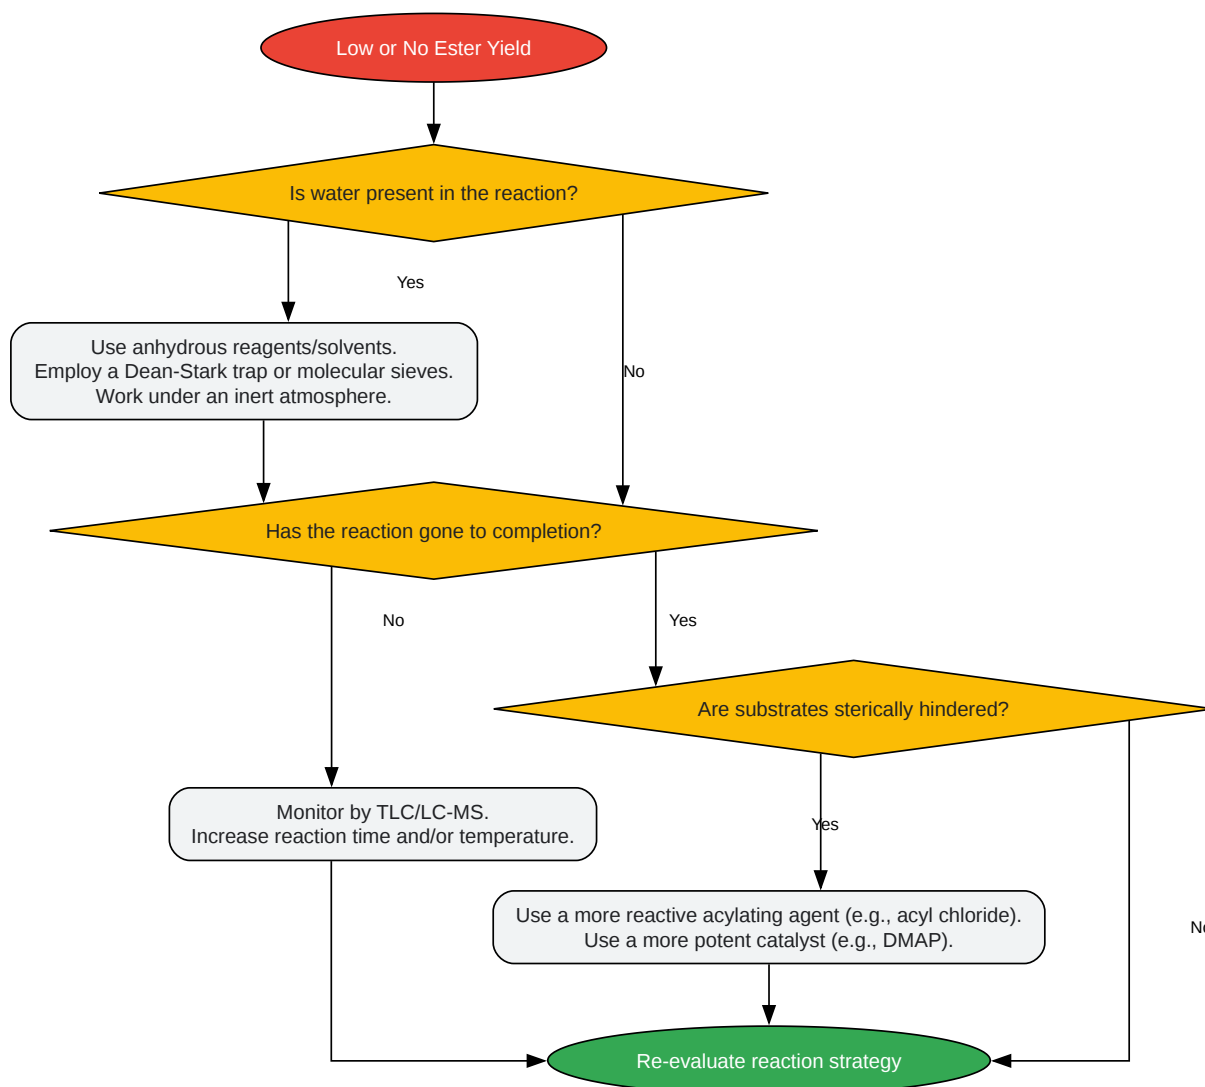 Low or No Ester Yield
Is water present in the reaction?
Yes
Use anhydrous reagents/solvents.
Employ a Dean-Stark trap or molecular sieves.
Work under an inert atmosphere.
No
Has the reaction gone to completion?
No
Yes
Are substrates sterically hindered?
Monitor by TLC/LC-MS.
Increase reaction time and/or temperature.
Yes
Use a more reactive acylating agent (e.g., acyl chloride).
Use a more potent catalyst (e.g., DMAP).
No
Re-evaluate reaction strategy